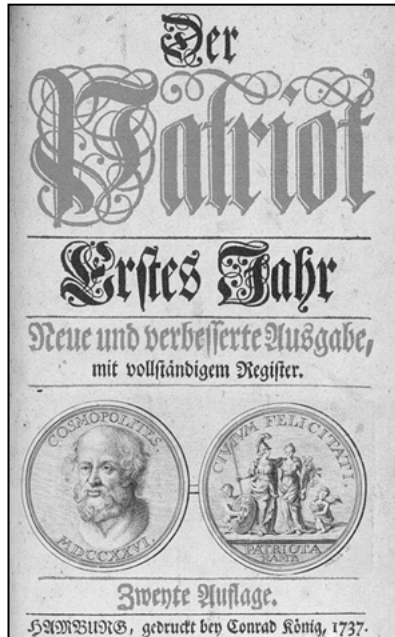 Der
Patriot
Erstes Jahr
Neue und verbesserte Ausgabe,
mit vollständigem Register.
COSMOPOLITES.
MDCCXXVI.
CIVIUM FELICITATI.
PATRIOTA
Zweyte Auflage.
HAMBURG, gedruckt bey Conrad König, 1737.